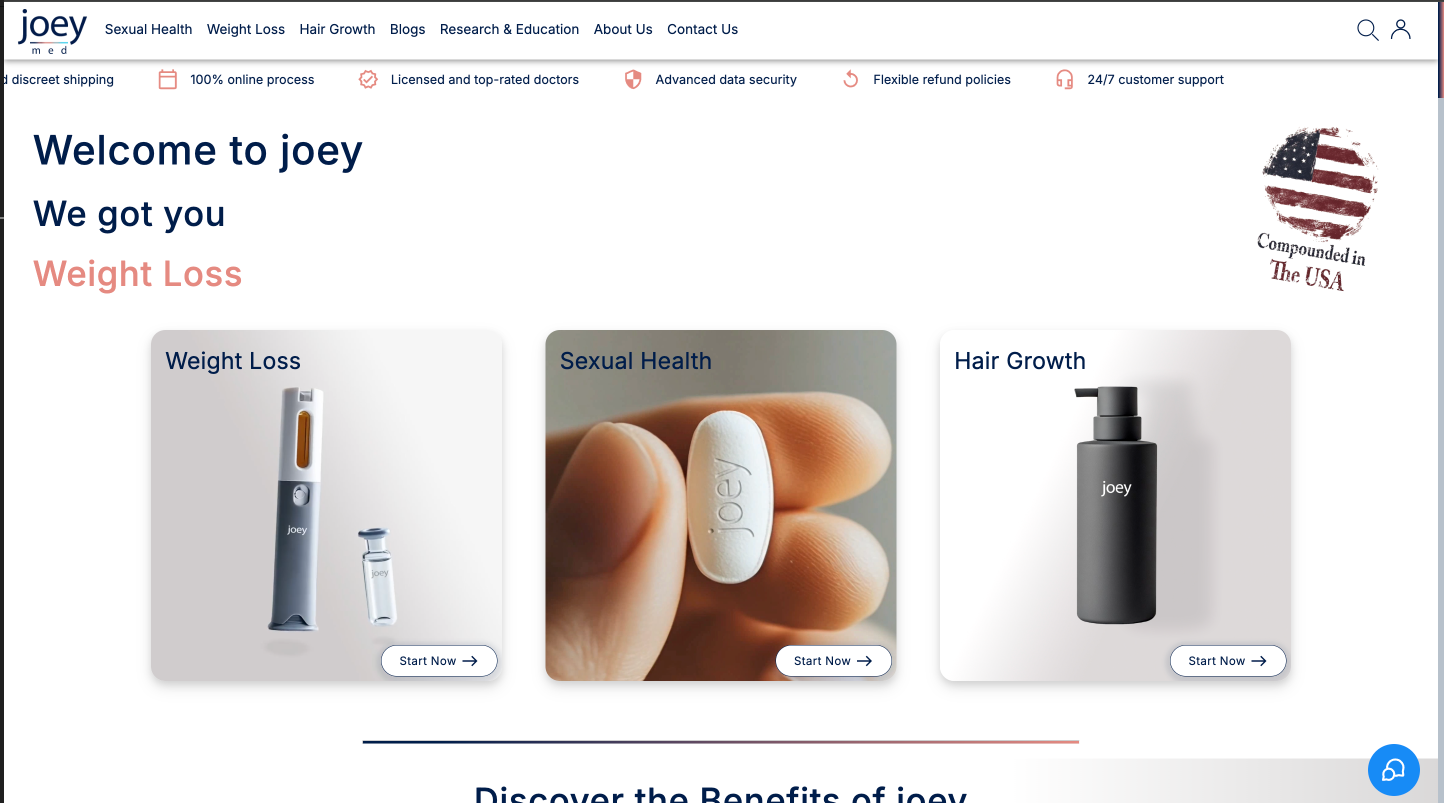 joey
med
Sexual Health Weight Loss Hair Growth Blogs Research & Education About Us Contact Us
d discreet shipping 100% online process Licensed and top-rated doctors Advanced data security Flexible refund policies 24/7 customer support
Welcome to joey
We got you
Weight Loss
Compounded in
The USA
Weight Loss
joey
joey
Start Now
Sexual Health
joey
Start Now
Hair Growth
joey
Start Now
Discover the Benefits of joey